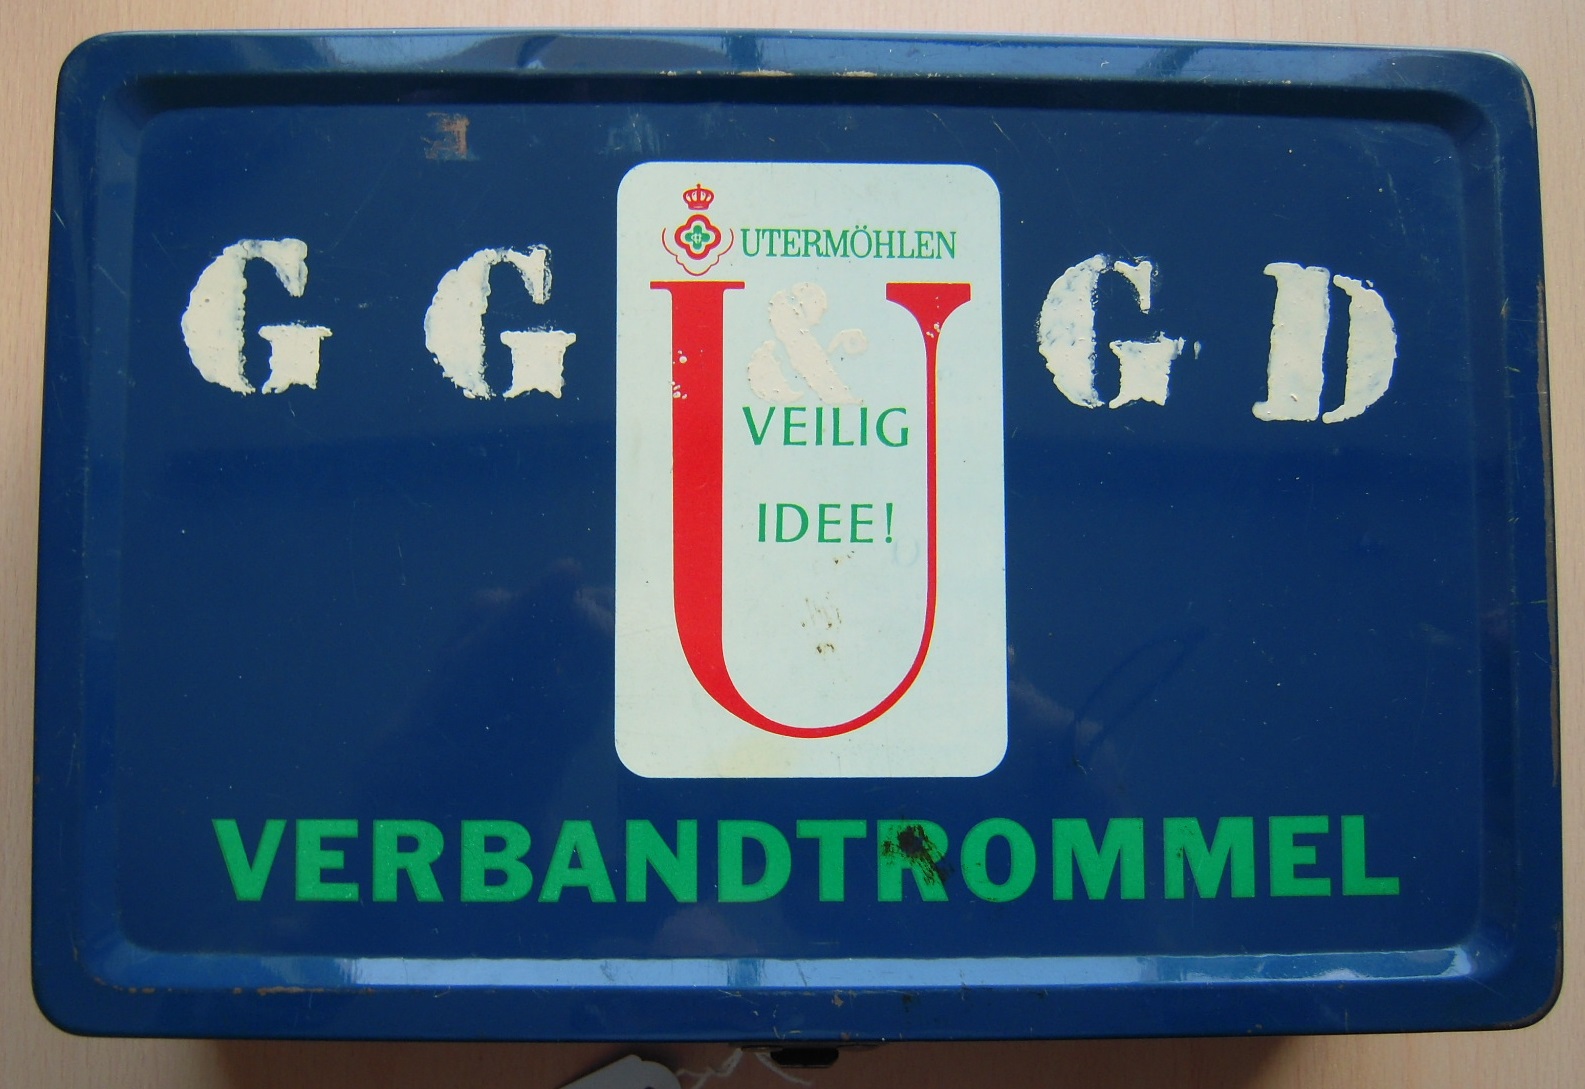 UTERMÖHLEN
G G & G D
U
VEILIG
IDEE!
VERBANDTROMMEL